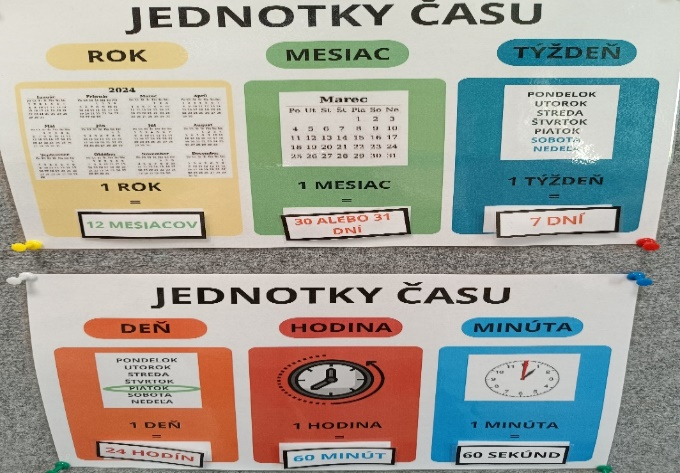 JEDNOTKY ČASU
ROK
MESIAC
TÝŽDEŇ
2024
Marec
Po Ut St Št Pia So Ne
1 2 3
4 5 6 7 8 9 10
11 12 13 14 15 16 17
18 19 20 21 22 23 24
25 26 27 28 29 30 31
PONDELOK
UTOROK
STREDA
ŠTVRTOK
PIATOK
SOBOTA
NEDEĽA
1 ROK
=
12 MESIACOV
1 MESIAC
=
30 ALEBO 31
DNÍ
1 TÝŽDEŇ
=
7 DNÍ
JEDNOTKY ČASU
DEŇ
HODINA
MINÚTA
PONDELOK
UTOROK
STREDA
ŠTVRTOK
PIATOK
SOBOTA
NEDEĽA
1 DEŇ
=
24 HODÍN
1 HODINA
=
60 MINÚT
1 MINÚTA
=
60 SEKÚND